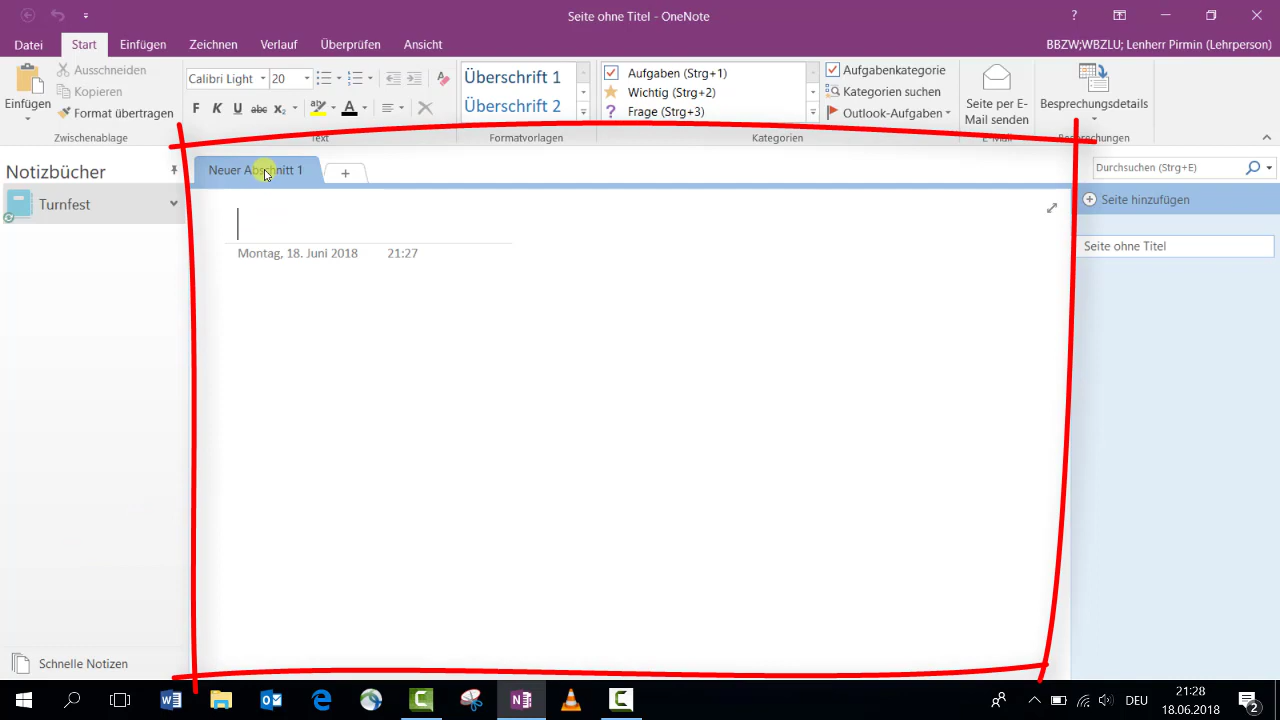 Seite ohne Titel - OneNote
?
Datei Start Einfügen Zeichnen Verlauf Überprüfen Ansicht
BBZW;WBZLU; Lenherr Pirmin (Lehrperson)
Einfügen
Ausschneiden
Kopieren
Format übertragen
Zwischenablage
Calibri Light 20
F K U abc x₂ A
Text
Überschrift 1
Überschrift 2
Formatvorlagen
Aufgaben (Strg+1)
Wichtig (Strg+2)
? Frage (Strg+3)
Aufgabenkategorie
Kategorien suchen
Outlook-Aufgaben
Kategorien
Seite per E-
Mail senden
E-Mail
Besprechungsdetails
Besprechungen
Notizbücher
Turnfest
Neuer Abschnitt 1 +
Durchsuchen (Strg+E)
Seite hinzufügen
Seite ohne Titel
Montag, 18. Juni 2018 21:27
Schnelle Notizen
DEU
21:28
18.06.2018
2